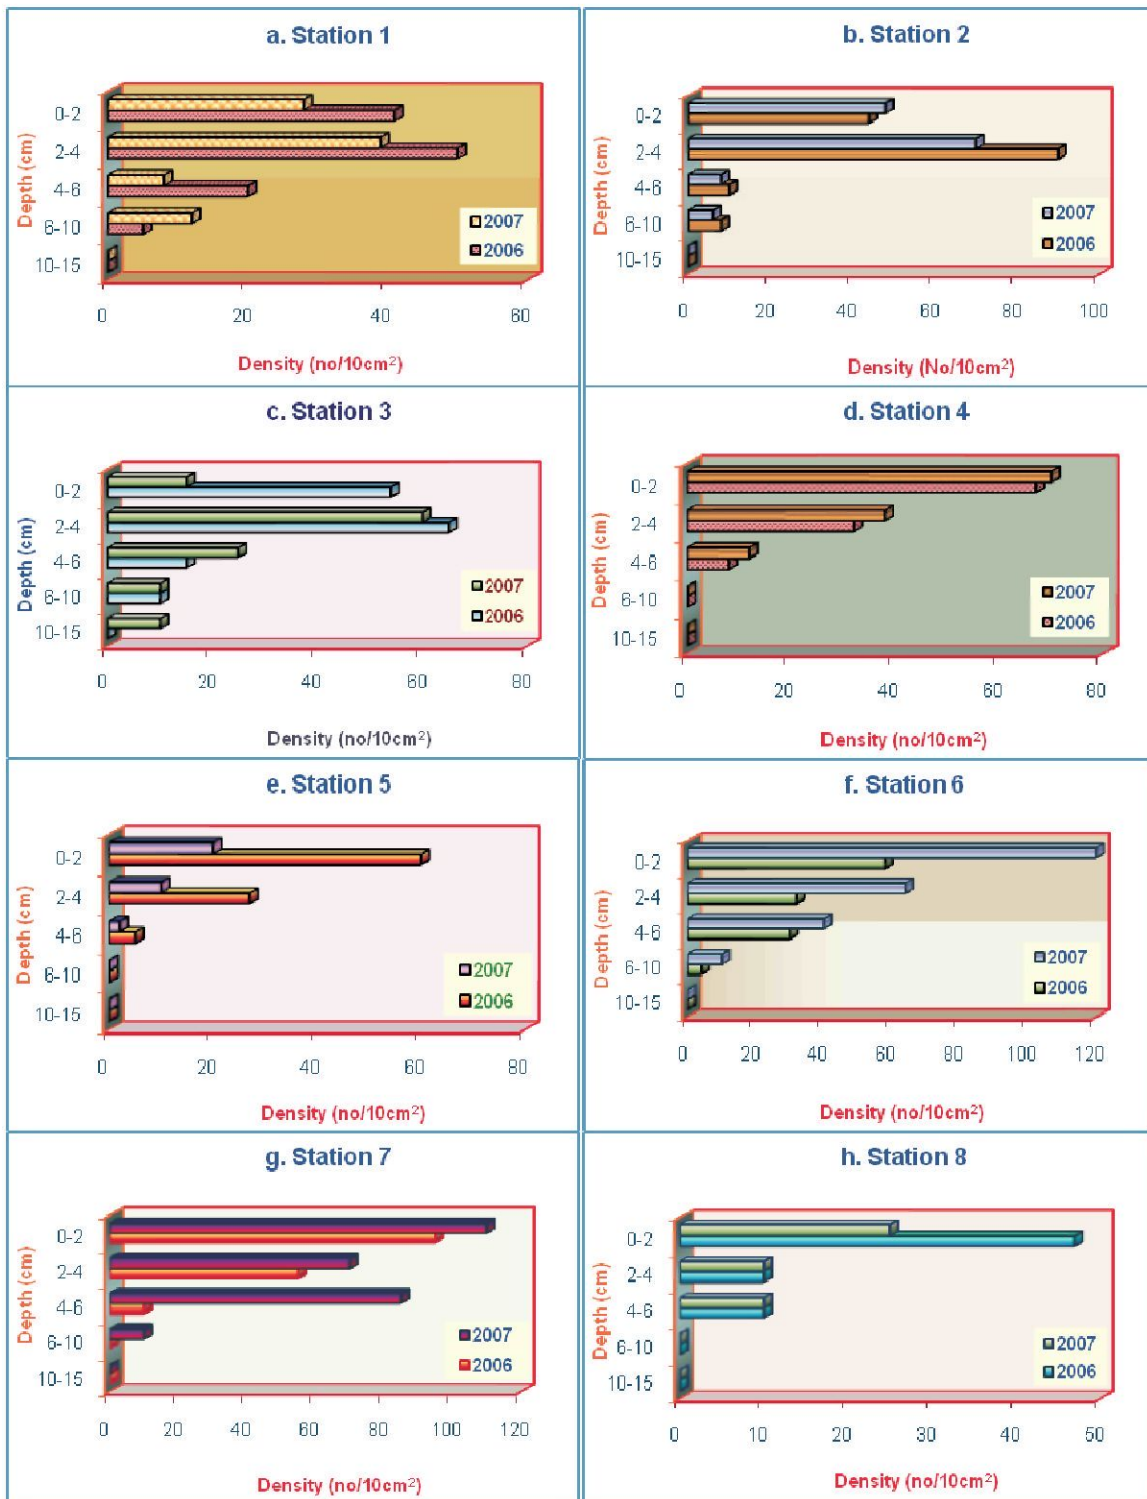 a. Station 1
Depth (cm)
0-2
2-4
4-6
6-10
10-15
2007
2006
0 20 40 60
Density (no/10cm²)
b. Station 2
Depth (cm)
0-2
2-4
4-6
6-10
10-15
2007
2006
0 20 40 60 80 100
Density (No/10cm²)
c. Station 3
Depth (cm)
0-2
2-4
4-6
6-10
10-15
2007
2006
0 20 40 60 80
Density (no/10cm²)
d. Station 4
Depth (cm)
0-2
2-4
4-6
6-10
10-15
2007
2006
0 20 40 60 80
Density (no/10cm²)
e. Station 5
Depth (cm)
0-2
2-4
4-6
6-10
10-15
2007
2006
0 20 40 60 80
Density (no/10cm²)
f. Station 6
Depth (cm)
0-2
2-4
4-6
6-10
10-15
2007
2006
0 20 40 60 80 100 120
Density (no/10cm²)
g. Station 7
Depth (cm)
0-2
2-4
4-6
6-10
10-15
2007
2006
0 20 40 60 80 100 120
Density (no/10cm²)
h. Station 8
Depth (cm)
0-2
2-4
4-6
6-10
10-15
2007
2006
0 10 20 30 40 50
Density (no/10cm²)